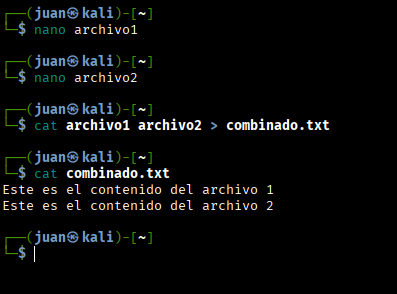 ┌──(juan㉿kali)-[~]
└─$ nano archivo1
┌──(juan㉿kali)-[~]
└─$ nano archivo2
┌──(juan㉿kali)-[~]
└─$ cat archivo1 archivo2 > combinado.txt
┌──(juan㉿kali)-[~]
└─$ cat combinado.txt
Este es el contenido del archivo 1
Este es el contenido del archivo 2
┌──(juan㉿kali)-[~]
└─$